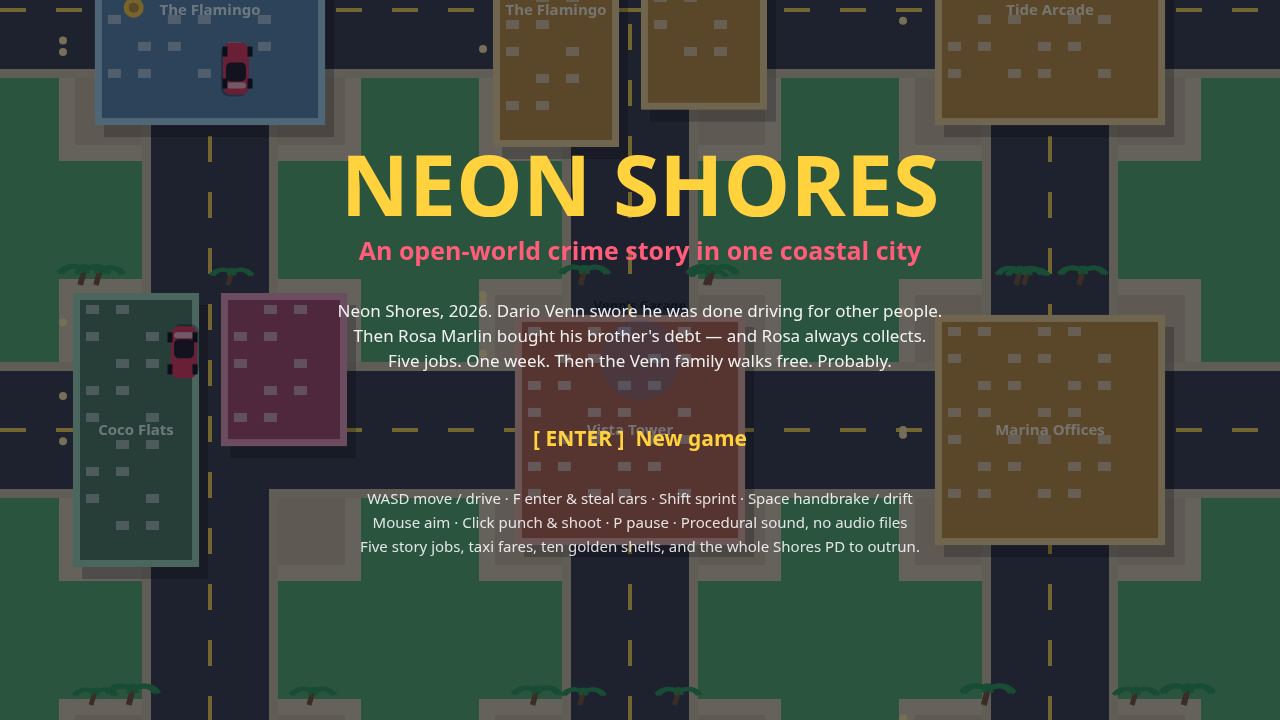 The Flamingo
The Flamingo
Tide Arcade
NEON SHORES
An open-world crime story in one coastal city
Venn's Garage
Neon Shores, 2026. Dario Venn swore he was done driving for other people.
Then Rosa Marlin bought his brother's debt — and Rosa always collects.
Five jobs. One week. Then the Venn family walks free. Probably.
Coco Flats
Vista Tower
Marina Offices
[ ENTER ]  New game
WASD move / drive · F enter & steal cars · Shift sprint · Space handbrake / drift
Mouse aim · Click punch & shoot · P pause · Procedural sound, no audio files
Five story jobs, taxi fares, ten golden shells, and the whole Shores PD to outrun.